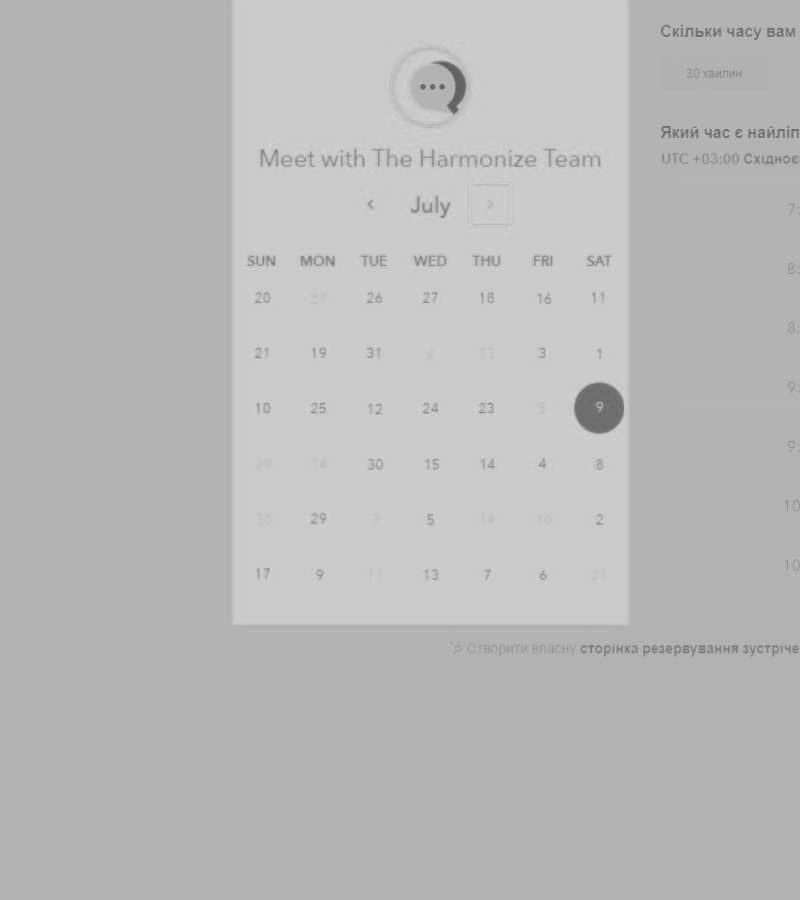 Скільки часу вам
30 хвилин
Meet with The Harmonize Team
Який час є найліп
UTC +03:00 Східноє
July
SUN MON TUE WED THU FRI SAT
20 27 26 27 18 16 11
21 19 31 4 13 3 1
10 25 12 24 23 5 9
29 14 30 15 14 4 8
30 29 3 5 14 10 2
17 9 11 13 7 6 21
7:
8:
8:
9:
9:
10
10
Створити власну сторінка резервування зустріче